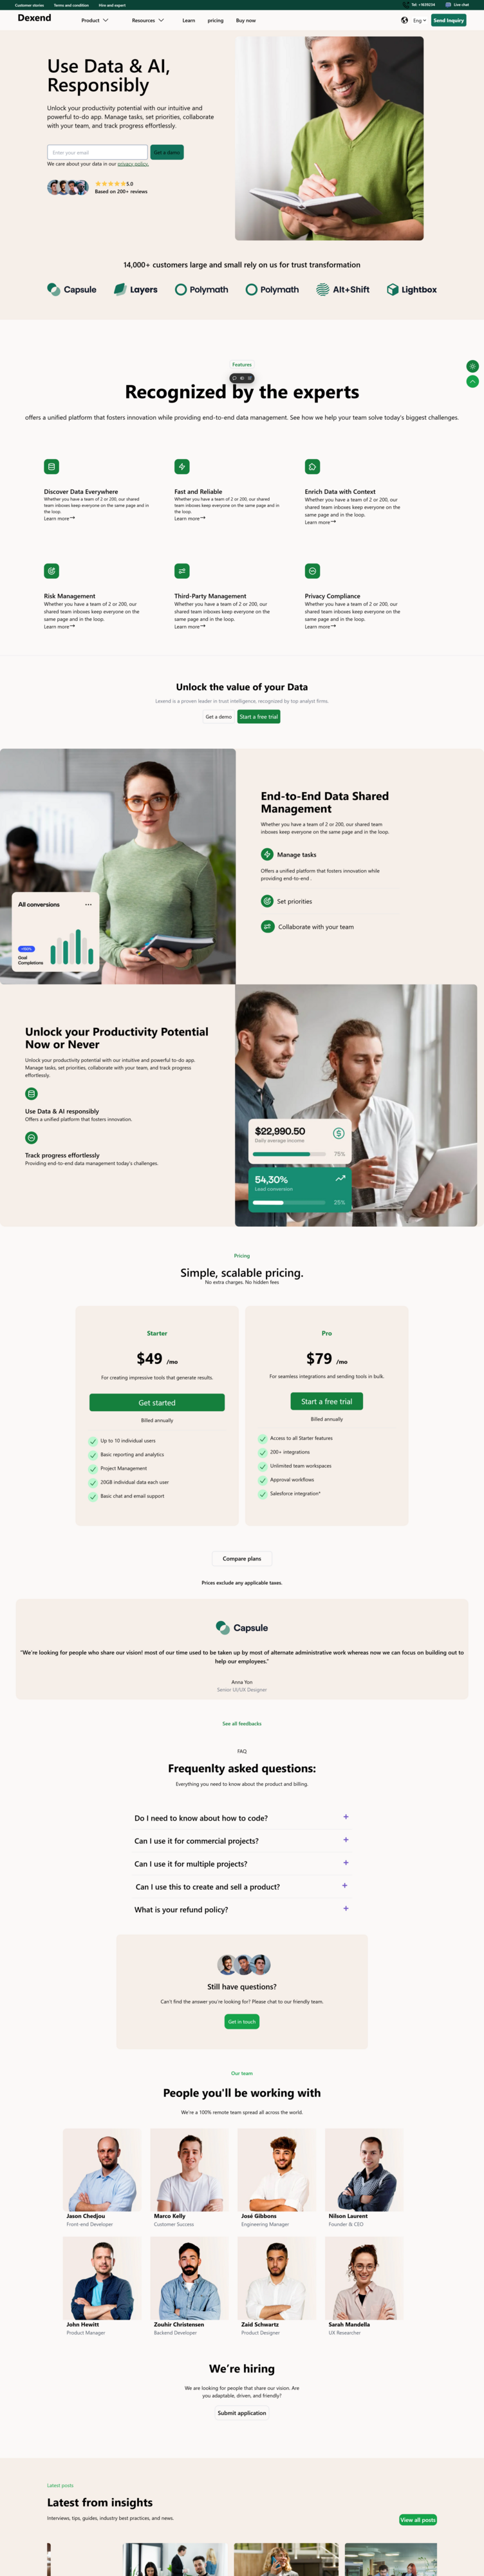 Customer stories Terms and condition Hire and expert
Live chat
Dexend Product Resources Learn pricing Buy now Eng Send Inquiry
Use Data & AI,
Responsibly
Unlock your productivity potential with our intuitive and
powerful to-do app. Manage tasks, set priorities, collaborate
with your team, and track progress effortlessly.
Enter your email Get a demo
We care about your data in our privacy policy.
5.0
Based on 200+ reviews
14,000+ customers large and small rely on us for trust transformation
Capsule Layers Polymath Polymath Alt+Shift Lightbox
Features
Recognized by the experts
offers a unified platform that fosters innovation while providing end-to-end data management. See how we help your team solve today's biggest challenges.
Discover Data Everywhere
Whether you have a team of 2 or 200, our shared
team inboxes keep everyone on the same page and in
the loop.
Learn more
Fast and Reliable
Whether you have a team of 2 or 200, our shared
team inboxes keep everyone on the same page and in
the loop.
Learn more
Enrich Data with Context
Whether you have a team of 2 or 200, our
shared team inboxes keep everyone on the
same page and in the loop.
Learn more
Risk Management
Whether you have a team of 2 or 200, our
shared team inboxes keep everyone on the
same page and in the loop.
Learn more
Third-Party Management
Whether you have a team of 2 or 200, our
shared team inboxes keep everyone on the
same page and in the loop.
Learn more
Privacy Compliance
Whether you have a team of 2 or 200, our
shared team inboxes keep everyone on the
same page and in the loop.
Learn more
Unlock the value of your Data
Lexend is a proven leader in trust intelligence, recognised by top analyst firms.
Get a demo Start a free trial
All conversions
Goal
Completions
End-to-End Data Shared
Management
Whether you have a team of 2 or 200, our shared team
inboxes keep everyone on the same page and in the loop.
Manage tasks
Offers a unified platform that fosters innovation while
providing end-to-end .
Set priorities
Collaborate with your team
Unlock your Productivity Potential
Now or Never
Unlock your productivity potential with our intuitive and powerful to-do app.
Manage tasks, set priorities, collaborate with your team, and track progress
effortlessly.
Use Data & AI responsibly
Offers a unified platform that fosters innovation.
Track progress effortlessly
Providing end-to-end data management today's challenges.
$22,990.50
Daily average income
75%
54,30%
Lead conversion
25%
Pricing
Simple, scalable pricing.
No extra charges. No hidden fees
Starter
$49 /mo
For creating impressive tools that generate results.
Get started
Billed annually
Up to 10 individual users
Basic reporting and analytics
Project Management
20GB individual data each user
Basic chat and email support
Pro
$79 /mo
For seamless integrations and sending tools in bulk.
Start a free trial
Billed annually
Access to all Starter features
200+ integrations
Unlimited team workspaces
Approval workflows
Salesforce integration*
Compare plans
Prices exclude any applicable taxes.
Capsule
"We're looking for people who share our vision! most of our time used to be taken up by most of alternate administrative work whereas now we can focus on building out to
help our employees."
Anna Yon
Senior UI/UX Designer
See all feedbacks
FAQ
Frequenlty asked questions:
Everything you need to know about the product and billing.
Do I need to know about how to code? +
Can I use it for commercial projects? +
Can I use it for multiple projects? +
Can I use this to create and sell a product? +
What is your refund policy? +
Still have questions?
Can't find the answer you're looking for? Please chat to our friendly team.
Get in touch
Our team
People you'll be working with
We're a 100% remote team spread all across the world.
Jason Chedjou
Front-end Developer
Marco Kelly
Customer Success
José Gibbons
Engineering Manager
Nilson Laurent
Founder & CEO
John Hewitt
Product Manager
Zouhir Christensen
Backend Developer
Zaid Schwartz
Product Designer
Sarah Mandella
UX Researcher
We're hiring
We are looking for people that share our vision. Are
you adaptable, driven, and friendly?
Submit application
Latest posts
Latest from insights
Interviews, tips, guides, industry best practices, and news.
View all posts